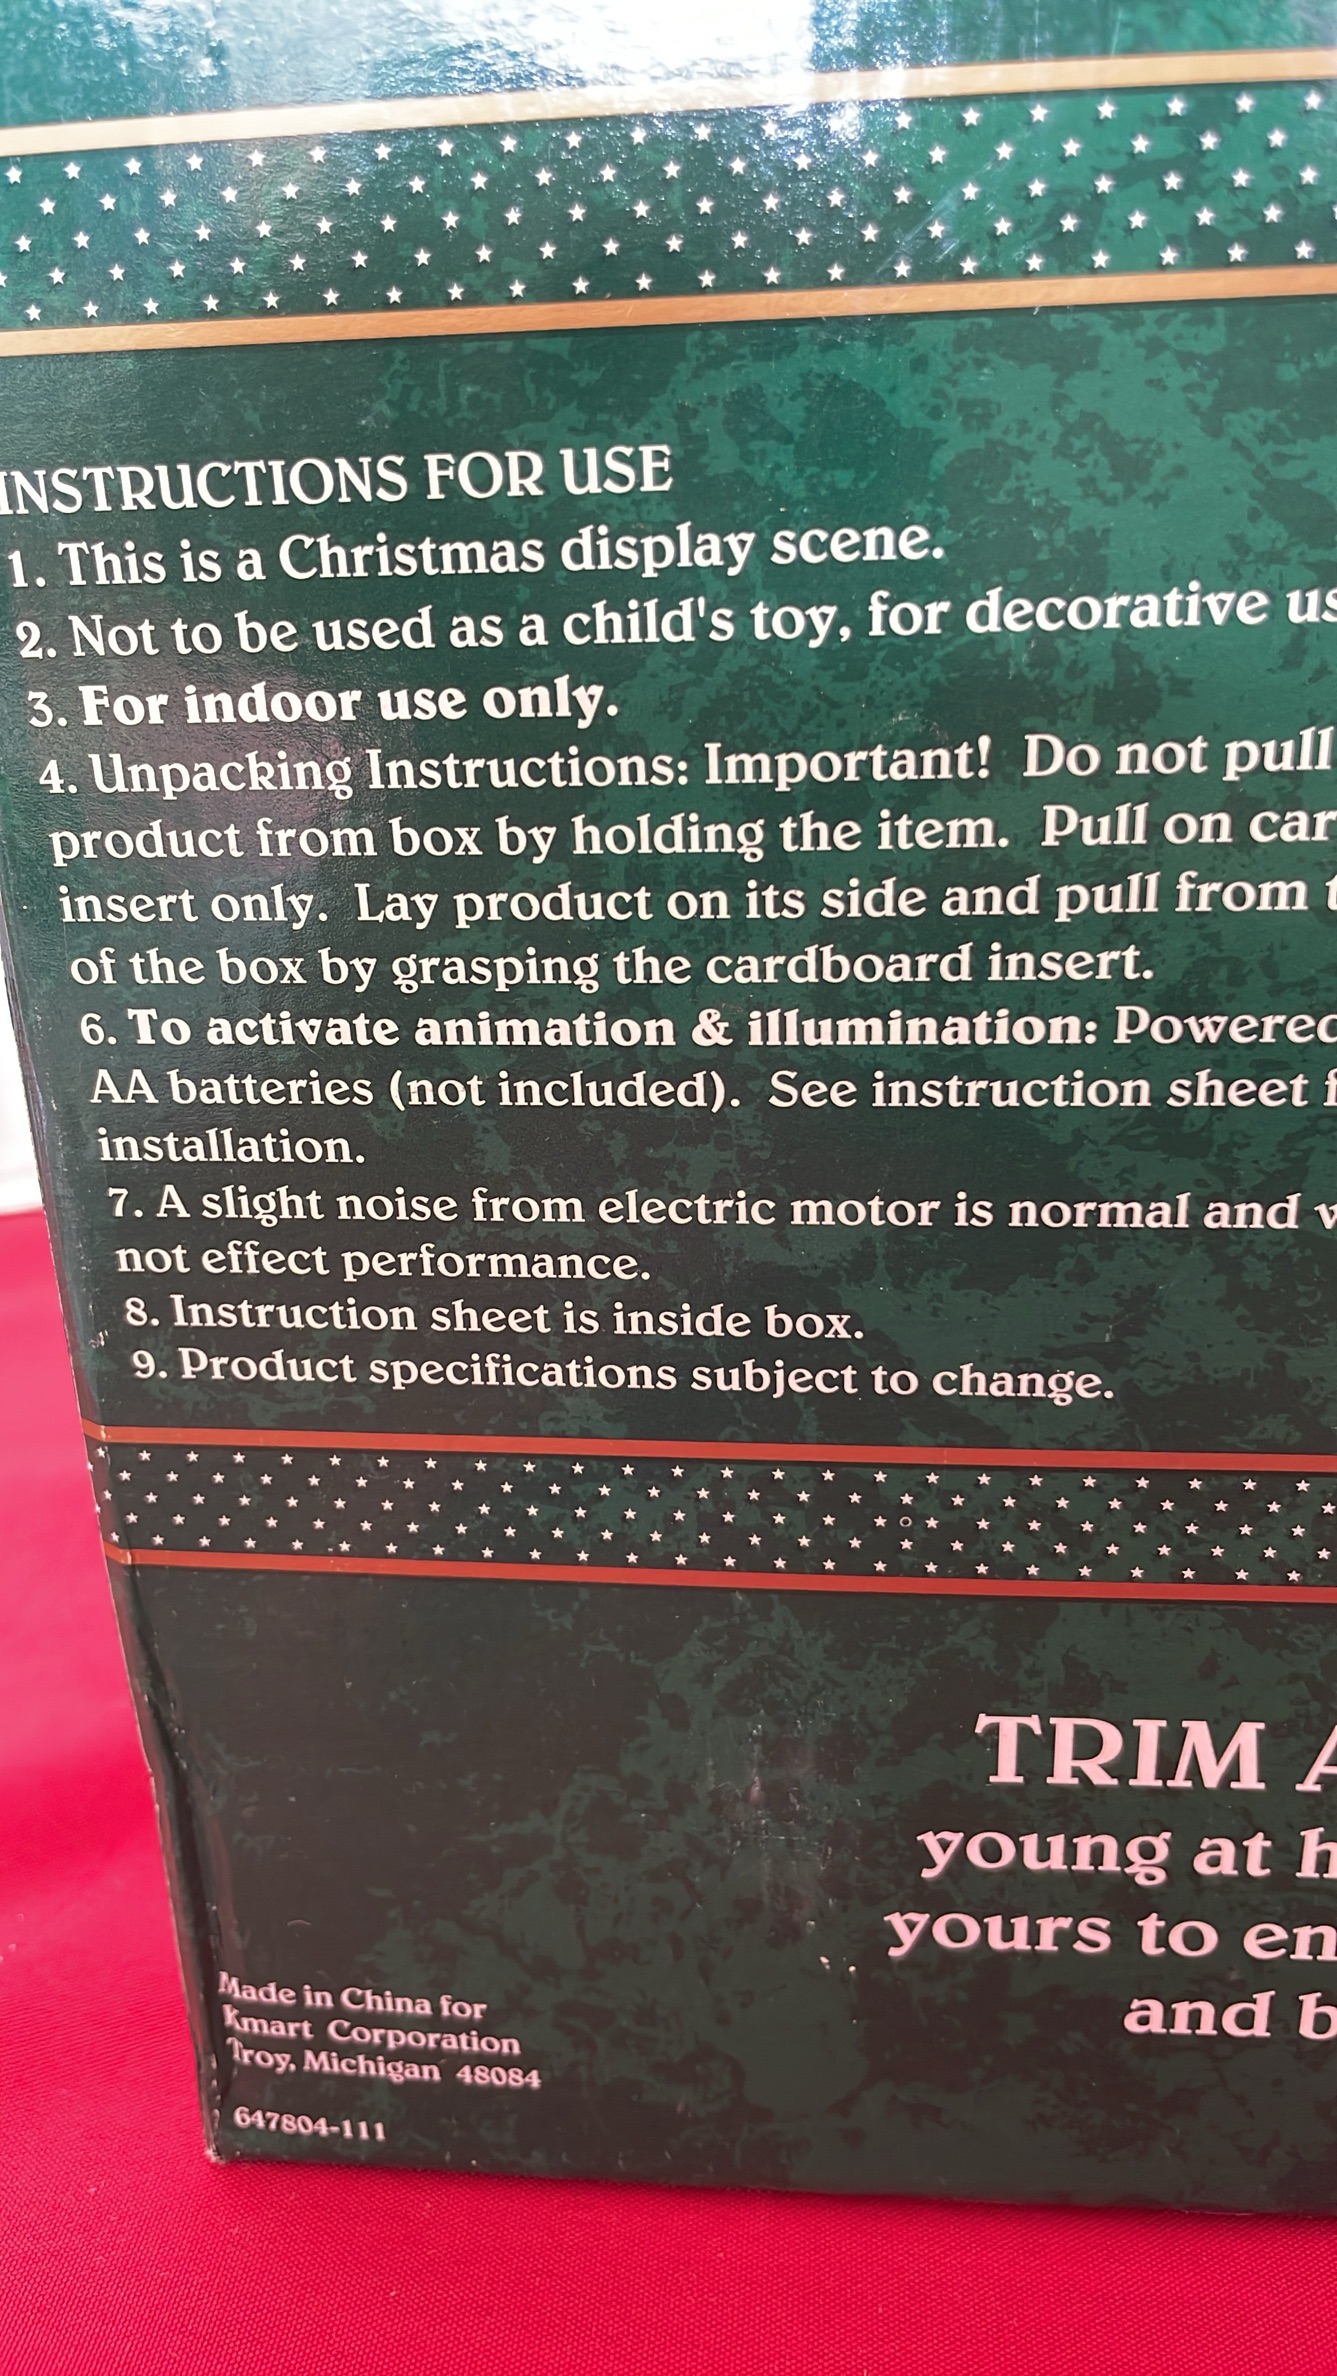 INSTRUCTIONS FOR USE
1. This is a Christmas display scene.
2. Not to be used as a child's toy, for decorative
3. For indoor use only.
4. Unpacking Instructions: Important! Do not pull
product from box by holding the item. Pull on
insert only. Lay product on its side and pull from
of the box by grasping the cardboard insert.
6. To activate animation & illumination: Powered
AA batteries (not included). See instruction sheet
installation.
7. A slight noise from electric motor is normal and
not effect performance.
8. Instruction sheet is inside box.
9. Product specifications subject to change.
TRIM
young at
yours to
and
Made in China for
Kmart Corporation
Troy, Michigan 48084
647804-111